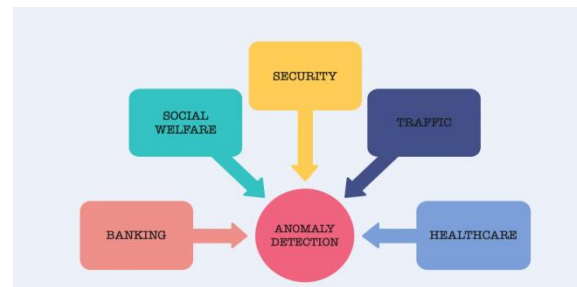 SECURITY
SOCIAL
WELFARE
TRAFFIC
BANKING
ANOMALY
DETECTION
HEALTHCARE